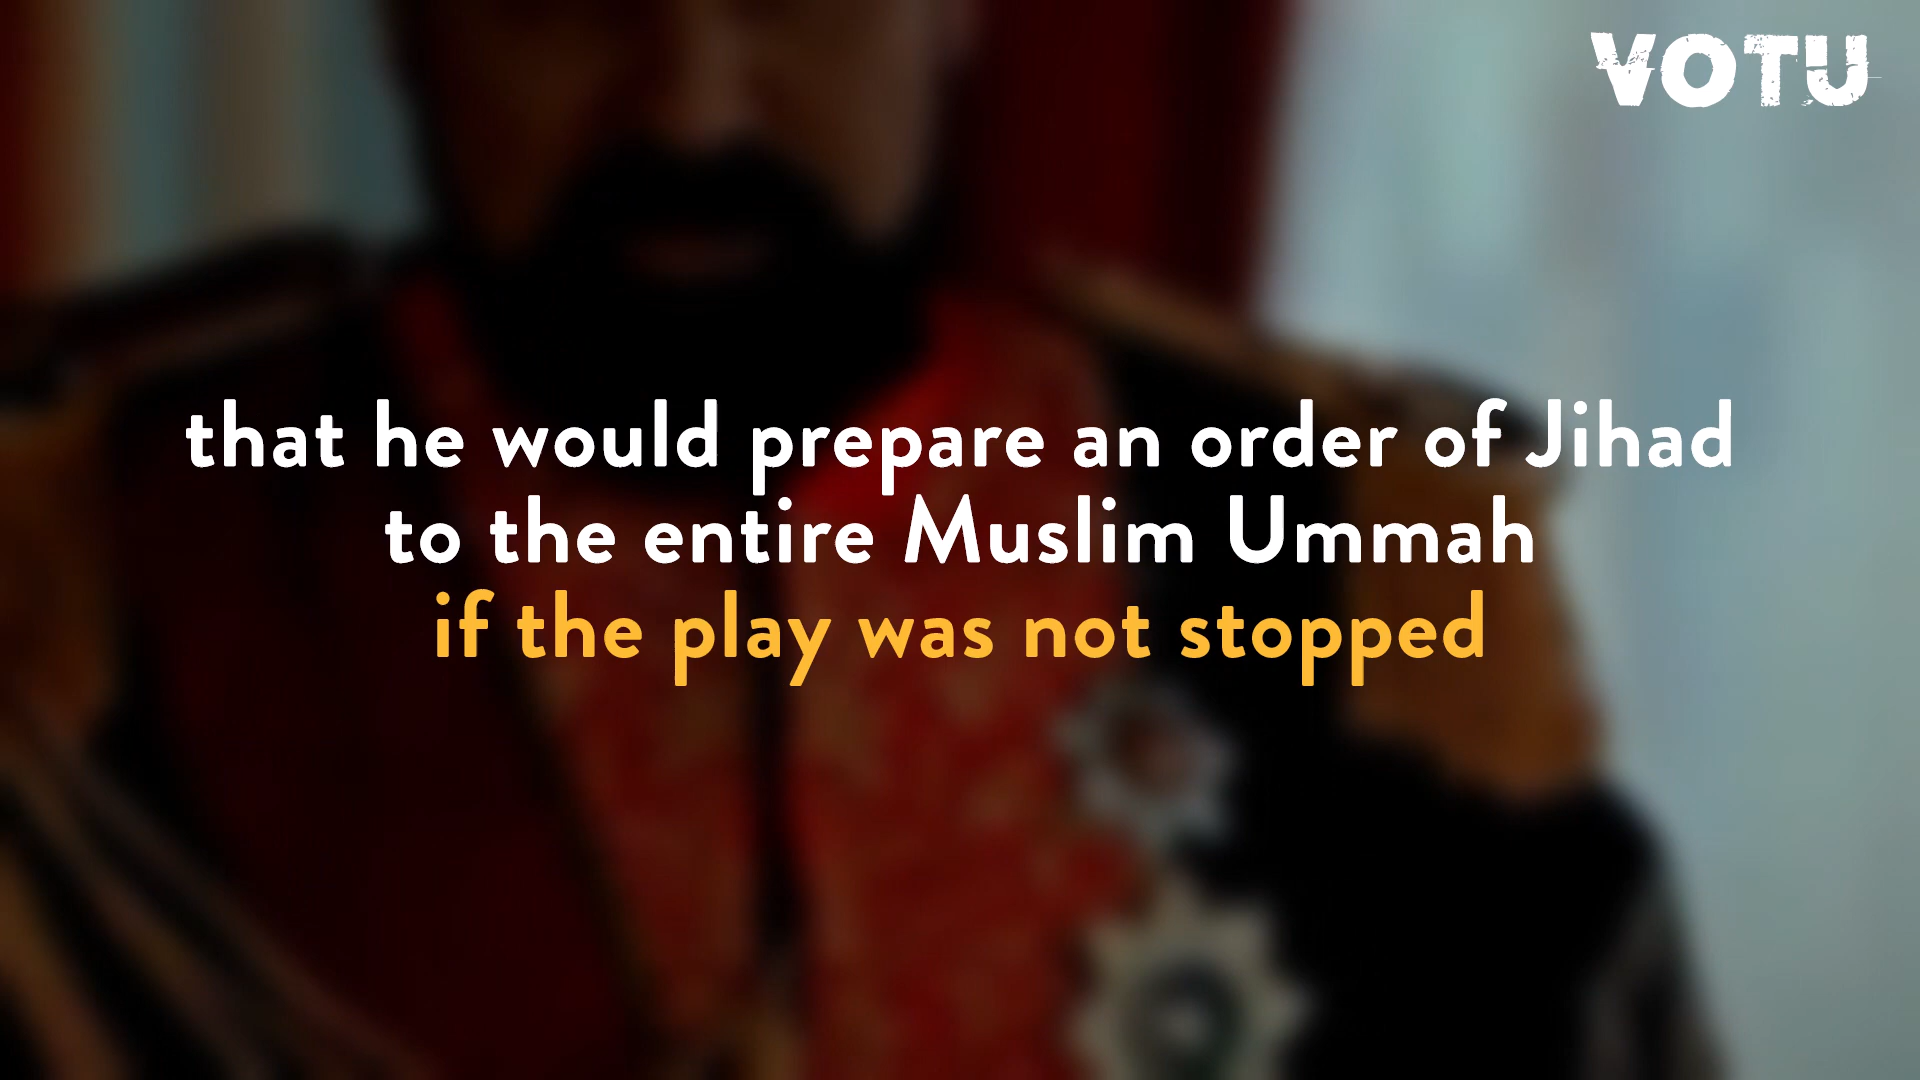 VOTU
that he would prepare an order of Jihad
to the entire Muslim Ummah
if the play was not stopped